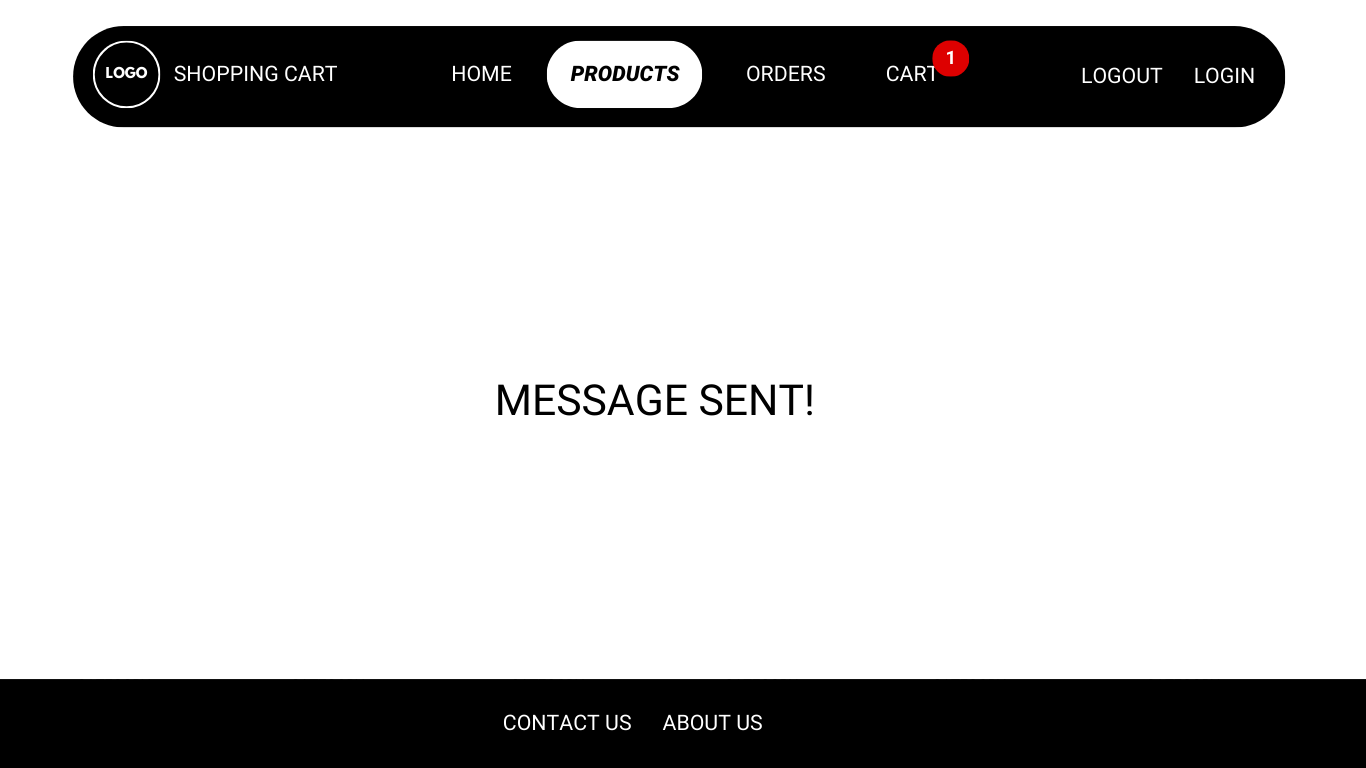 LOGO SHOPPING CART HOME PRODUCTS ORDERS CART 1 LOGOUT LOGIN
MESSAGE SENT!
CONTACT US ABOUT US